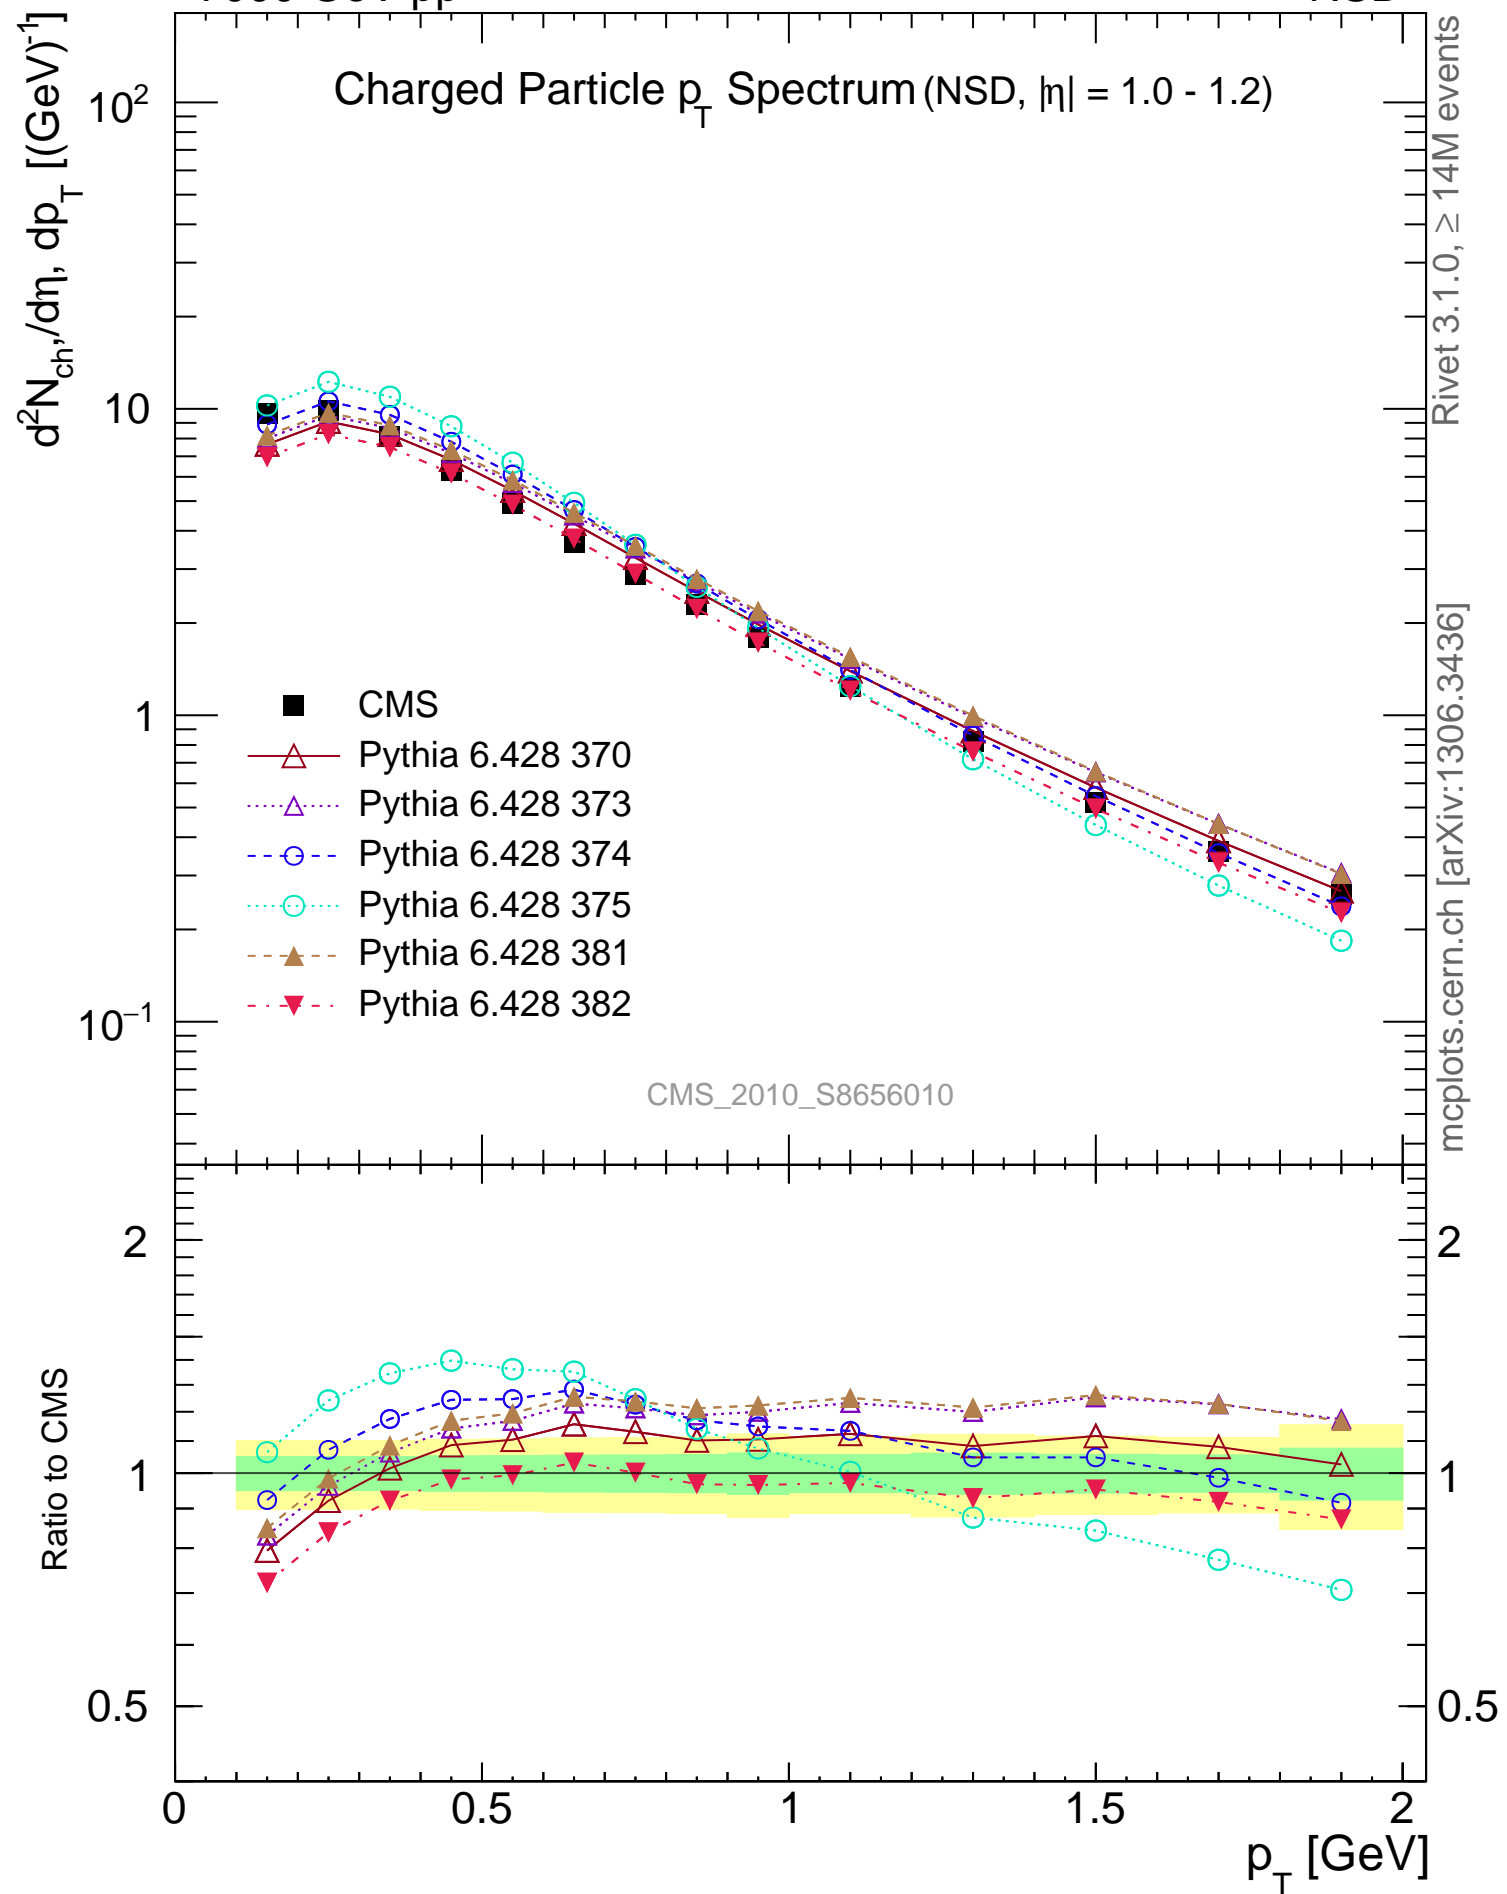 Charged Particle p_T Spectrum (NSD, |η| = 1.0 - 1.2)
d²N_ch,/dη, dp_T [(GeV)^-1]
10²
10
1
10^−1
CMS
Pythia 6.428 370
Pythia 6.428 373
Pythia 6.428 374
Pythia 6.428 375
Pythia 6.428 381
Pythia 6.428 382
CMS_2010_S8656010
Rivet 3.1.0, ≥ 14M events
mcplots.cern.ch [arXiv:1306.3436]
Ratio to CMS
2
1
0.5
2
1
0.5
0 0.5 1 1.5 2
p_T [GeV]